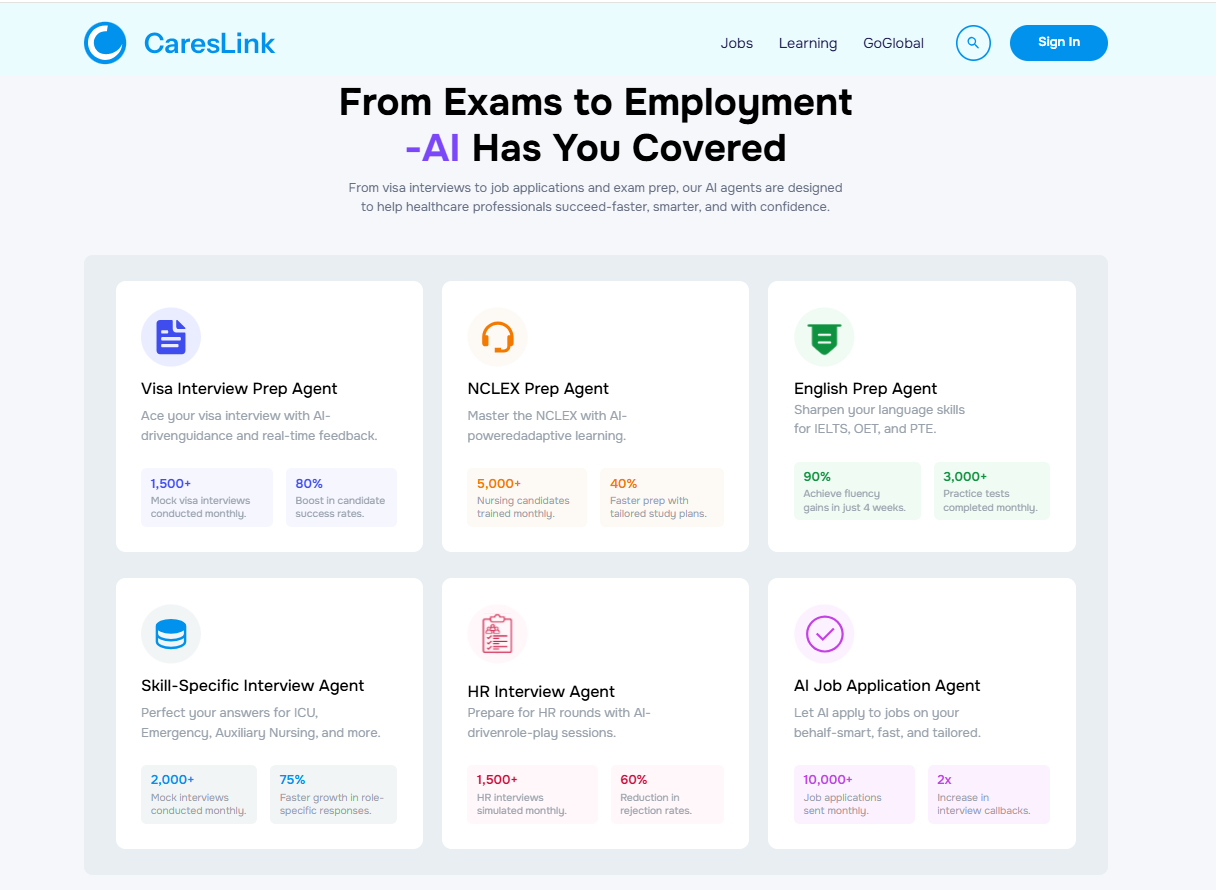 CaresLink
Jobs Learning GoGlobal Sign In
From Exams to Employment
-AI Has You Covered
From visa interviews to job applications and exam prep, our AI agents are designed
to help healthcare professionals succeed-faster, smarter, and with confidence.
Visa Interview Prep Agent
Ace your visa interview with AI-
drivenguidance and real-time feedback.
1,500+
Mock visa interviews
conducted monthly.
80%
Boost in candidate
success rates.
NCLEX Prep Agent
Master the NCLEX with AI-
poweredadaptive learning.
5,000+
Nursing candidates
trained monthly.
40%
Faster prep with
tailored study plans.
English Prep Agent
Sharpen your language skills
for IELTS, OET, and PTE.
90%
Achieve fluency
gains in just 4 weeks.
3,000+
Practice tests
completed monthly.
Skill-Specific Interview Agent
Perfect your answers for ICU,
Emergency, Auxiliary Nursing, and more.
2,000+
Mock interviews
conducted monthly.
75%
Faster growth in role-
specific responses.
HR Interview Agent
Prepare for HR rounds with AI-
drivenrole-play sessions.
1,500+
HR interviews
simulated monthly.
60%
Reduction in
rejection rates.
AI Job Application Agent
Let AI apply to jobs on your
behalf-smart, fast, and tailored.
10,000+
Job applications
sent monthly.
2x
Increase in
interview callbacks.